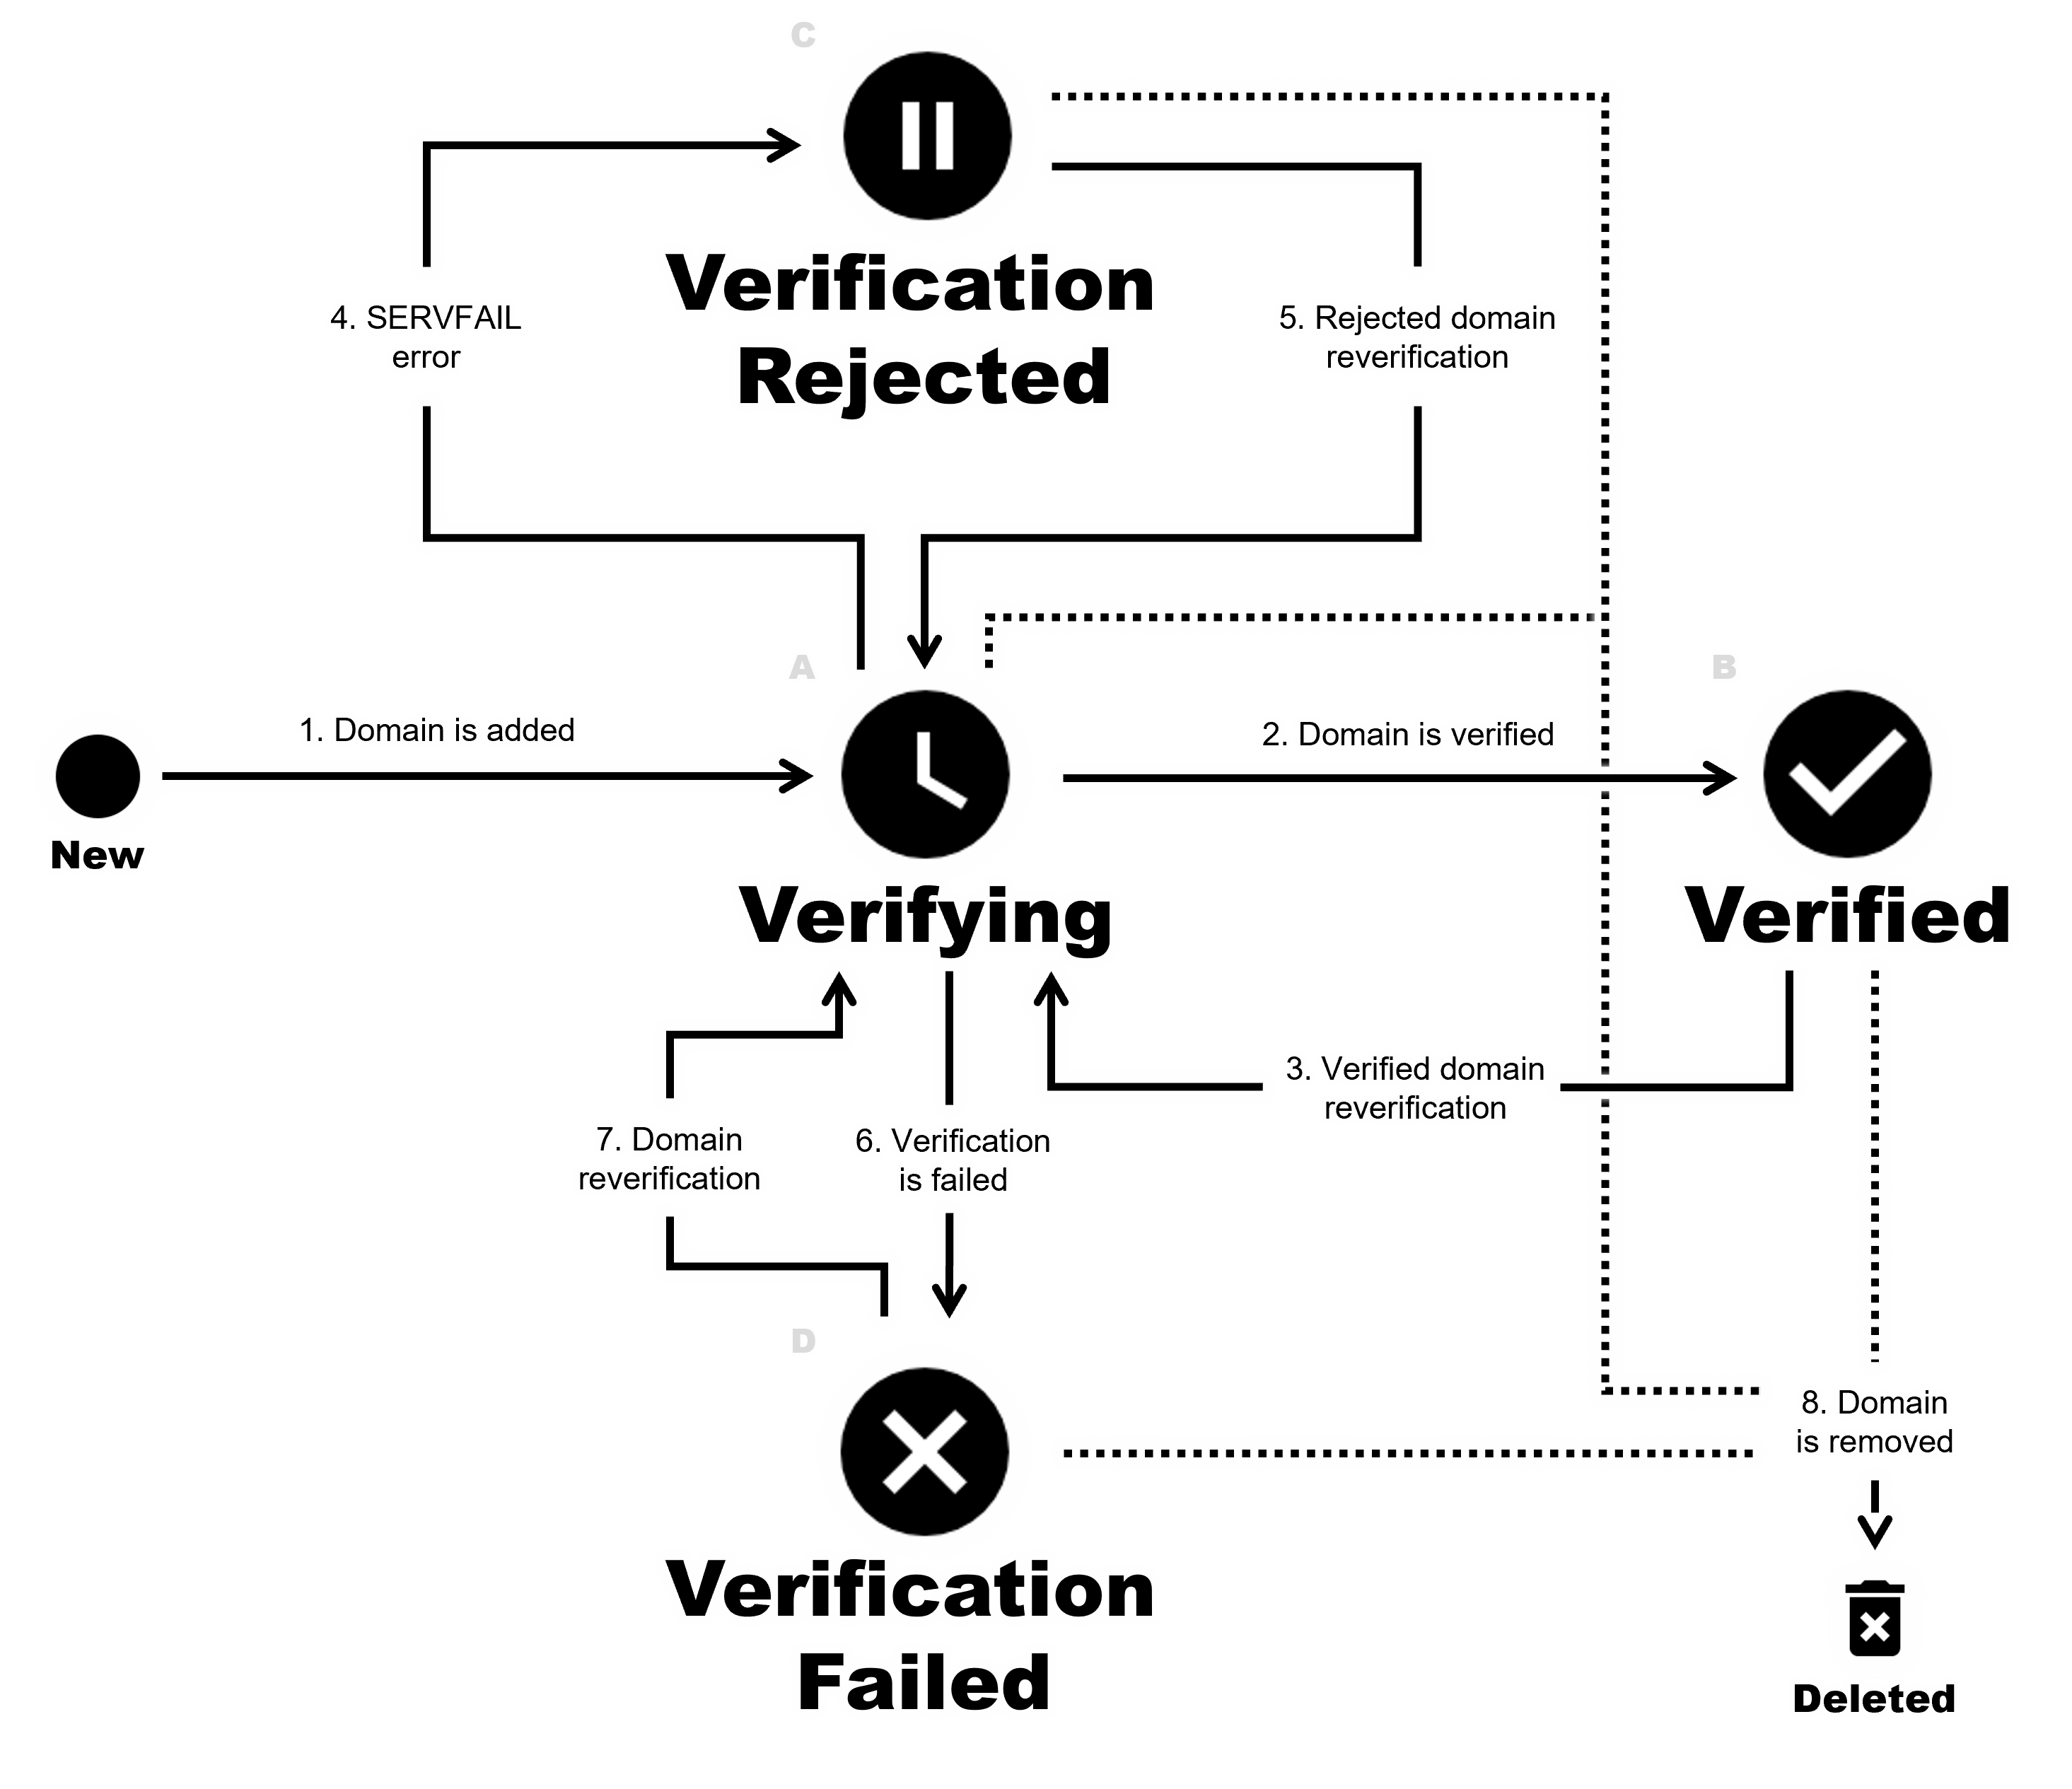 C
4. SERVFAIL
error
Verification
Rejected
5. Rejected domain
reverification
A
B
1. Domain is added
2. Domain is verified
New
Verifying
Verified
3. Verified domain
reverification
7. Domain
reverification
6. Verification
is failed
D
8. Domain
is removed
Verification
Failed
Deleted